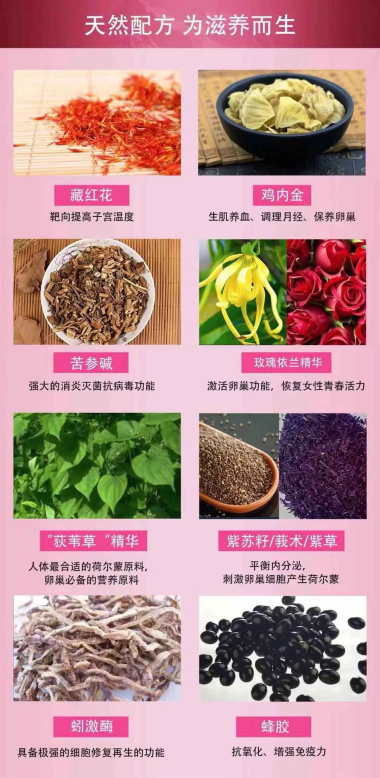 天然配方 为滋养而生
藏红花
靶向提高子宫温度
鸡内金
生肌养血、调理月经、保养卵巢
苦参碱
强大的消炎灭菌抗病毒功能
玫瑰依兰精华
激活卵巢功能，恢复女性青春活力
“荻苇草“精华
人体最合适的荷尔蒙原料，
卵巢必备的营养原料
紫苏籽/莪术/紫草
平衡内分泌，
刺激卵巢细胞产生荷尔蒙
蚓激酶
具备极强的细胞修复再生的功能
蜂胶
抗氧化、增强免疫力